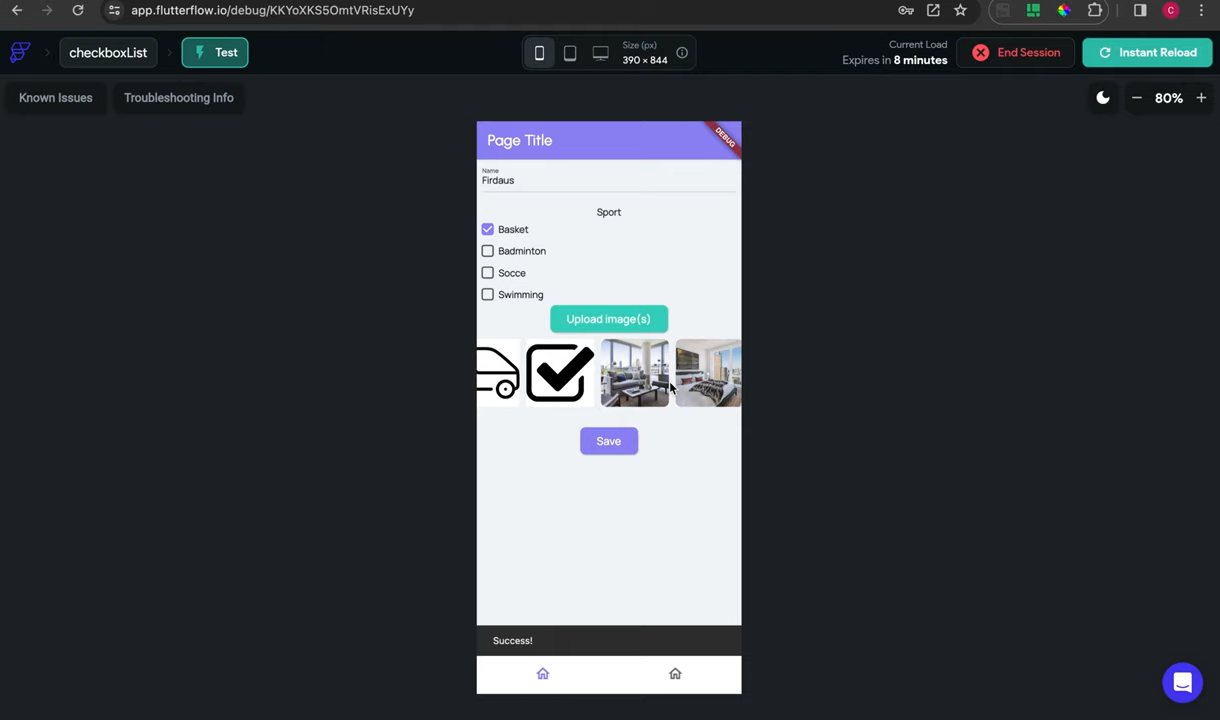 app.flutterflow.io/debug/KKYoXKS5OmtVRisExUYy
C
checkboxList
Test
Size (px)
390 × 844
Current Load
Expires in 8 minutes
End Session
Instant Reload
Known Issues
Troubleshooting Info
80%
Page Title
DEBUG
Name
Firdaus
Sport
Basket
Badminton
Socce
Swimming
Upload image(s)
Save
Success!